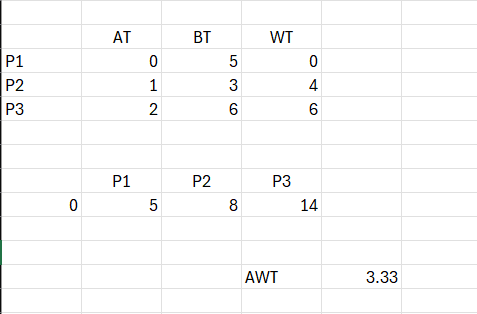 AT BT WT
P1 0 5 0
P2 1 3 4
P3 2 6 6
P1 P2 P3
0 5 8 14
AWT 3.33